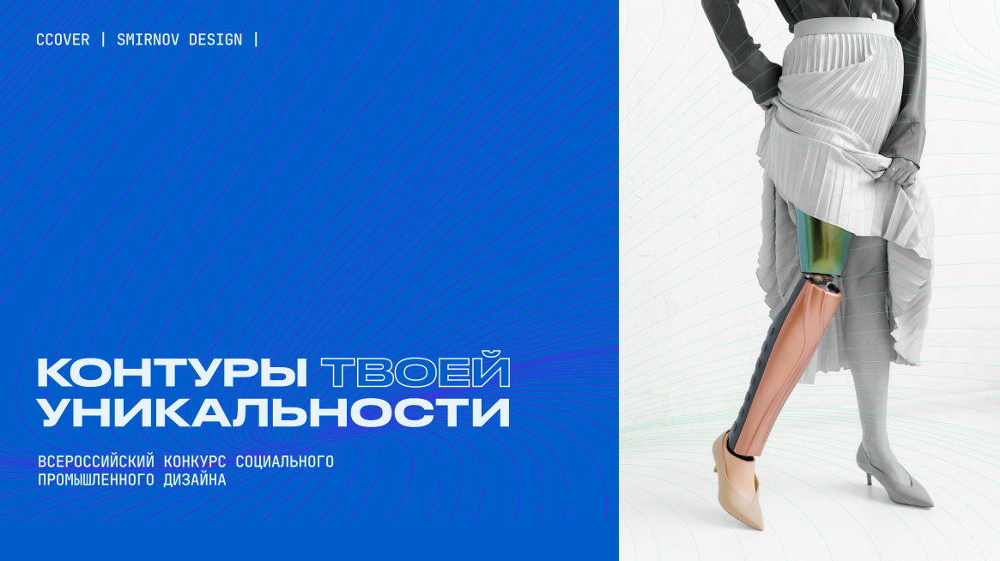 CCOVER | SMIRNOV DESIGN |
КОНТУРЫ ТВОЕЙ
УНИКАЛЬНОСТИ
ВСЕРОССИЙСКИЙ КОНКУРС СОЦИАЛЬНОГО
ПРОМЫШЛЕННОГО ДИЗАЙНА